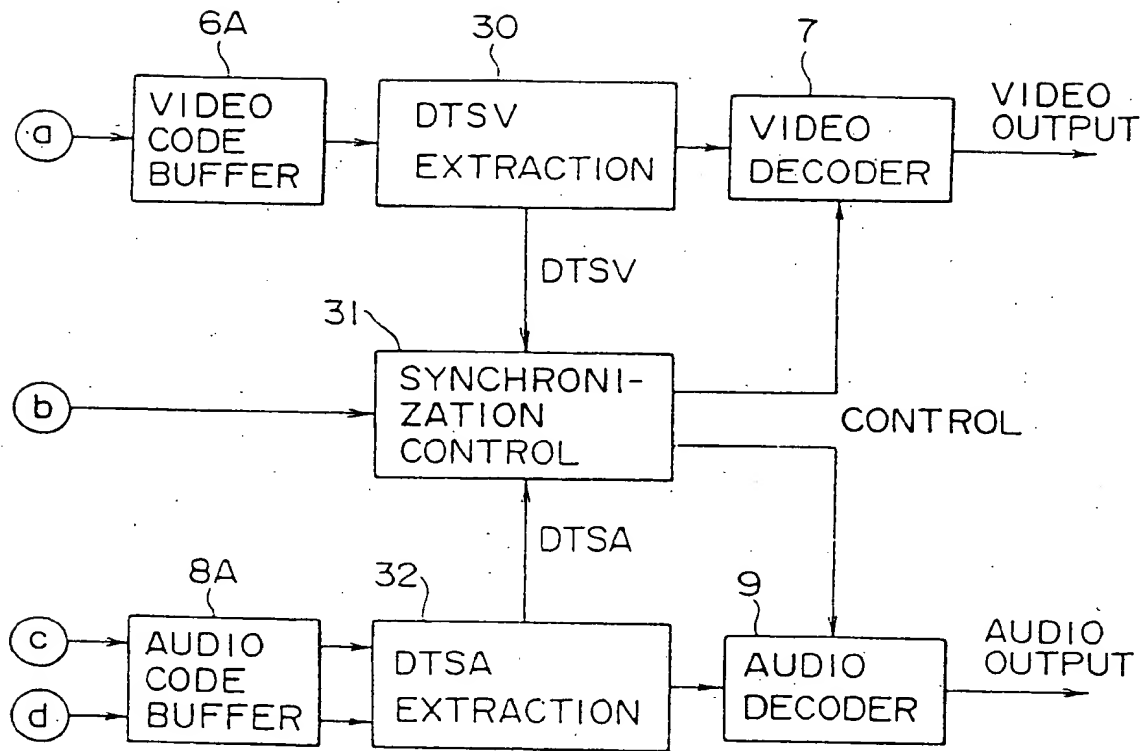 6A
30
7
a
VIDEO
CODE
BUFFER
DTSV
EXTRACTION
VIDEO
DECODER
VIDEO
OUTPUT
DTSV
31
b
SYNCHRONI-
ZATION
CONTROL
CONTROL
DTSA
8A
32
9
c
d
AUDIO
CODE
BUFFER
DTSA
EXTRACTION
AUDIO
DECODER
AUDIO
OUTPUT